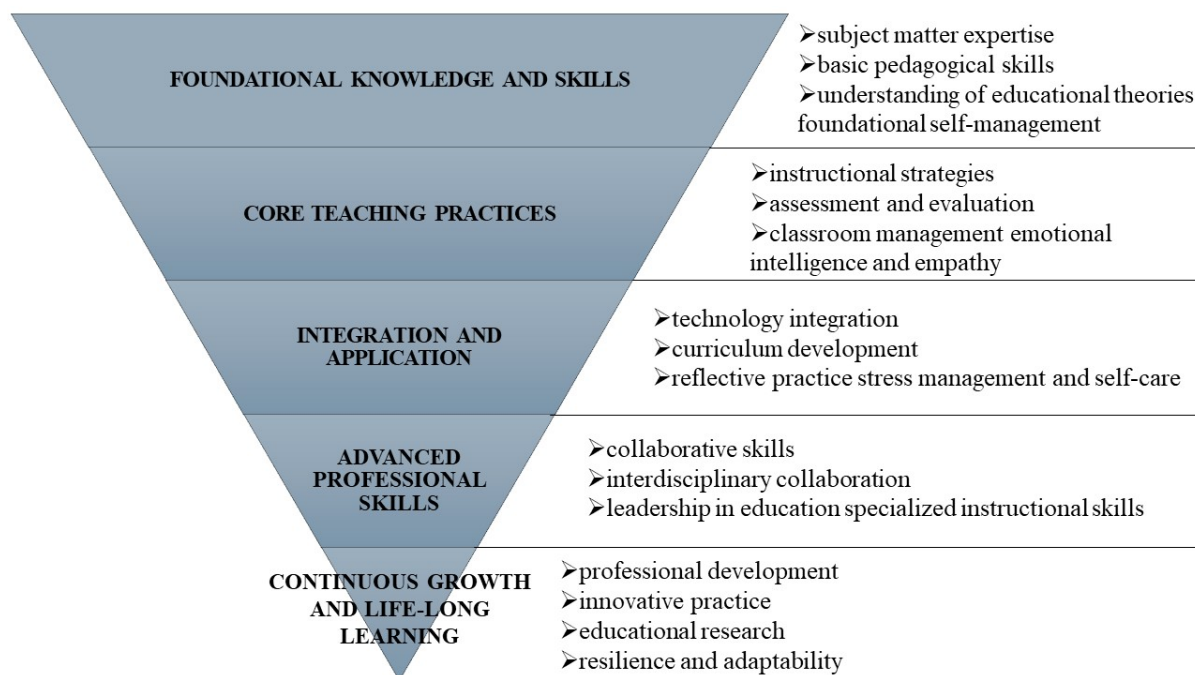 FOUNDATIONAL KNOWLEDGE AND SKILLS
➢subject matter expertise
➢basic pedagogical skills
➢understanding of educational theories
foundational self-management
CORE TEACHING PRACTICES
➢instructional strategies
➢assessment and evaluation
➢classroom management emotional
intelligence and empathy
INTEGRATION AND
APPLICATION
➢technology integration
➢curriculum development
➢reflective practice stress management and self-care
ADVANCED
PROFESSIONAL
SKILLS
➢collaborative skills
➢interdisciplinary collaboration
➢leadership in education specialized instructional skills
CONTINUOUS GROWTH
AND LIFE-LONG
LEARNING
➢professional development
➢innovative practice
➢educational research
➢resilience and adaptability